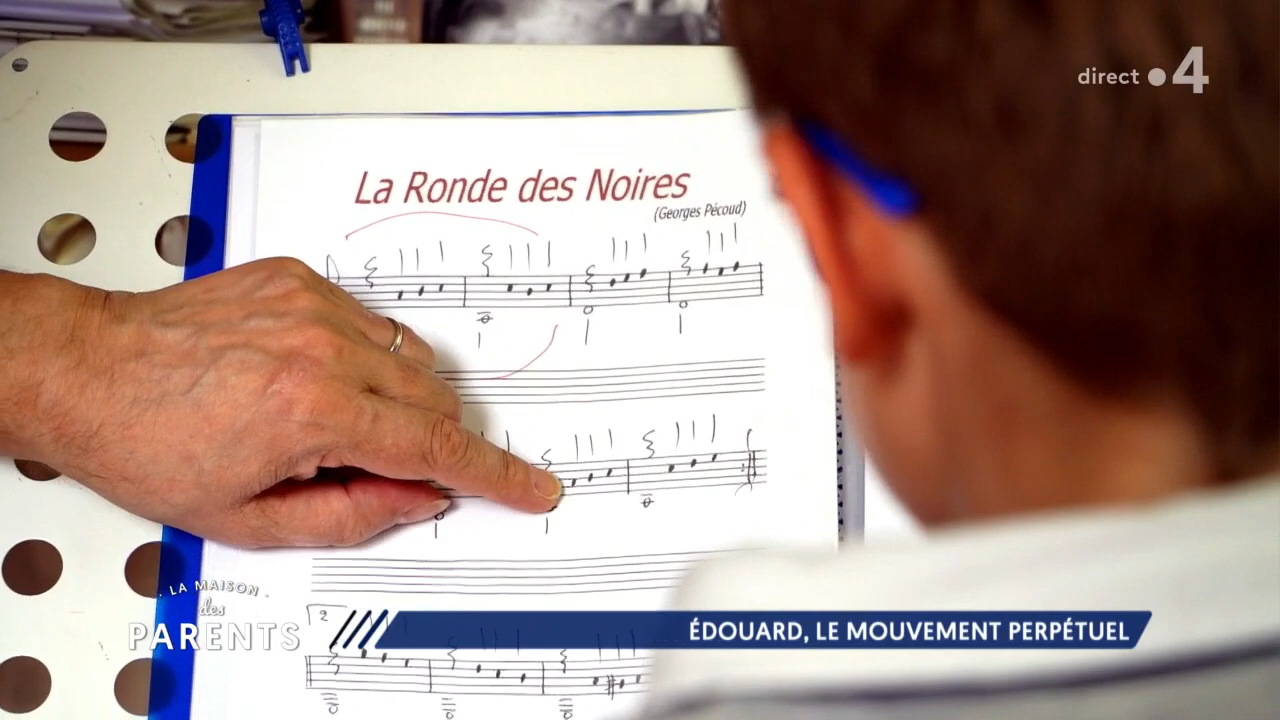 direct 4
La Ronde des Noires
(Georges Pécoud)
2
. LA MAISON .
des
PARENTS
ÉDOUARD, LE MOUVEMENT PERPÉTUEL